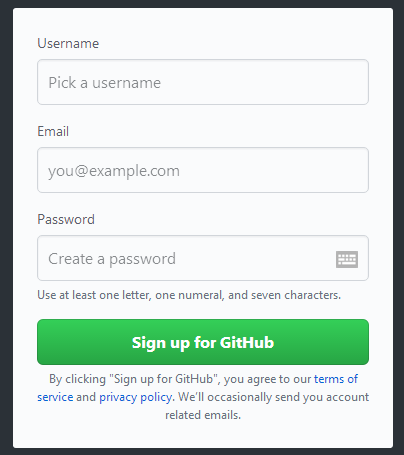 Username
Pick a username
Email
you@example.com
Password
Create a password
Use at least one letter, one numeral, and seven characters.
Sign up for GitHub
By clicking "Sign up for GitHub", you agree to our terms of
service and privacy policy. We'll occasionally send you account
related emails.